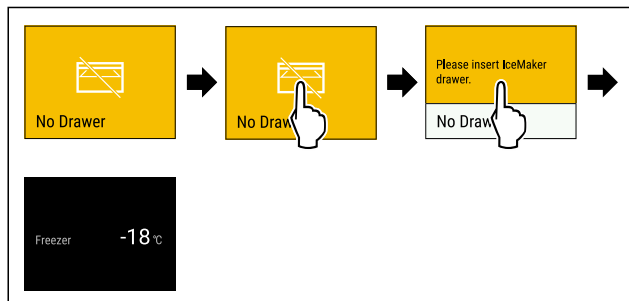 No Drawer
No Draw
Please insert IceMaker
drawer.
No Draw
Freezer -18 °C